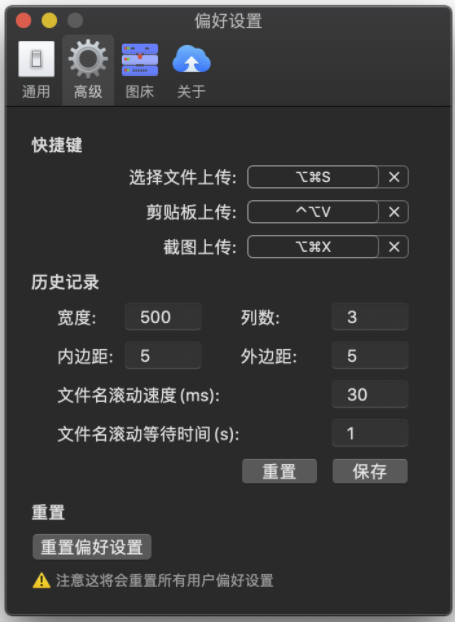 偏好设置
通用 高级 图床 关于
快捷键
选择文件上传: ⌥⌘S ×
剪贴板上传: ^⌥V ×
截图上传: ⌥⌘X ×
历史记录
宽度: 500 列数: 3
内边距: 5 外边距: 5
文件名滚动速度(ms): 30
文件名滚动等待时间(s): 1
重置 保存
重置
重置偏好设置
注意这将会重置所有用户偏好设置